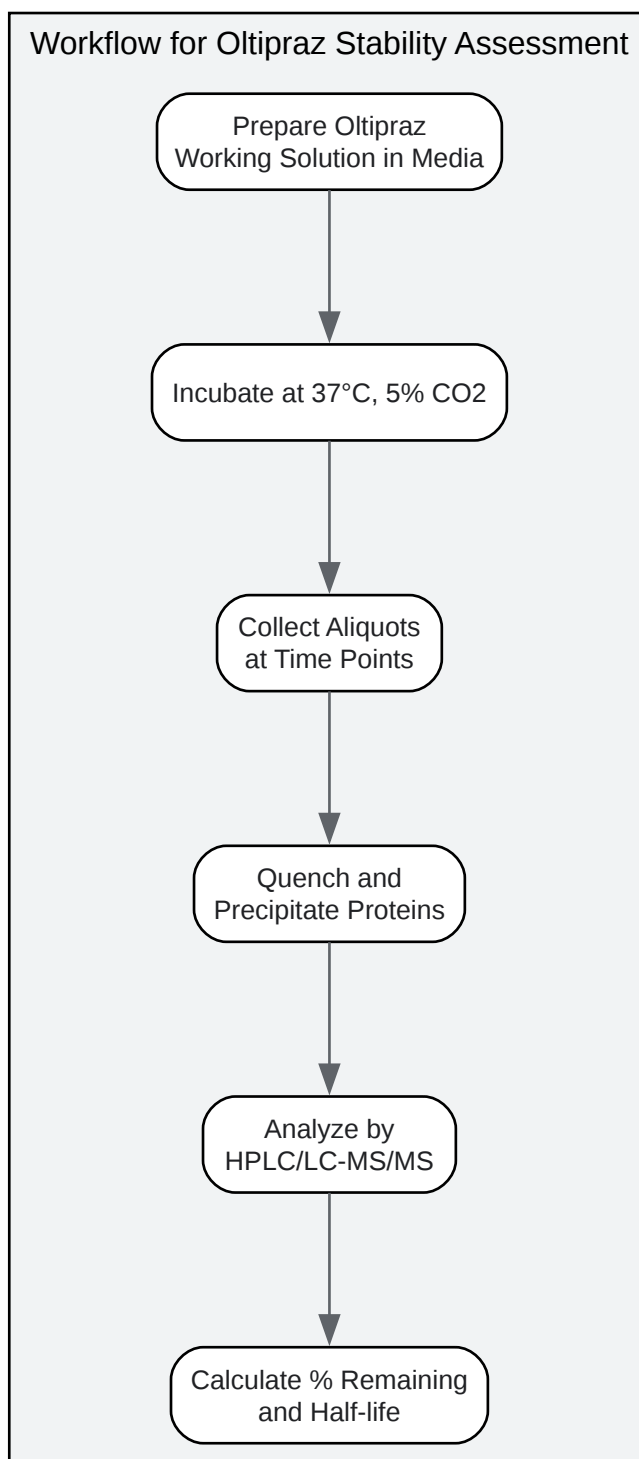 Workflow for Oltipraz Stability Assessment
Prepare Oltipraz
Working Solution in Media
Incubate at 37°C, 5% CO2
Collect Aliquots
at Time Points
Quench and
Precipitate Proteins
Analyze by
HPLC/LC-MS/MS
Calculate % Remaining
and Half-life